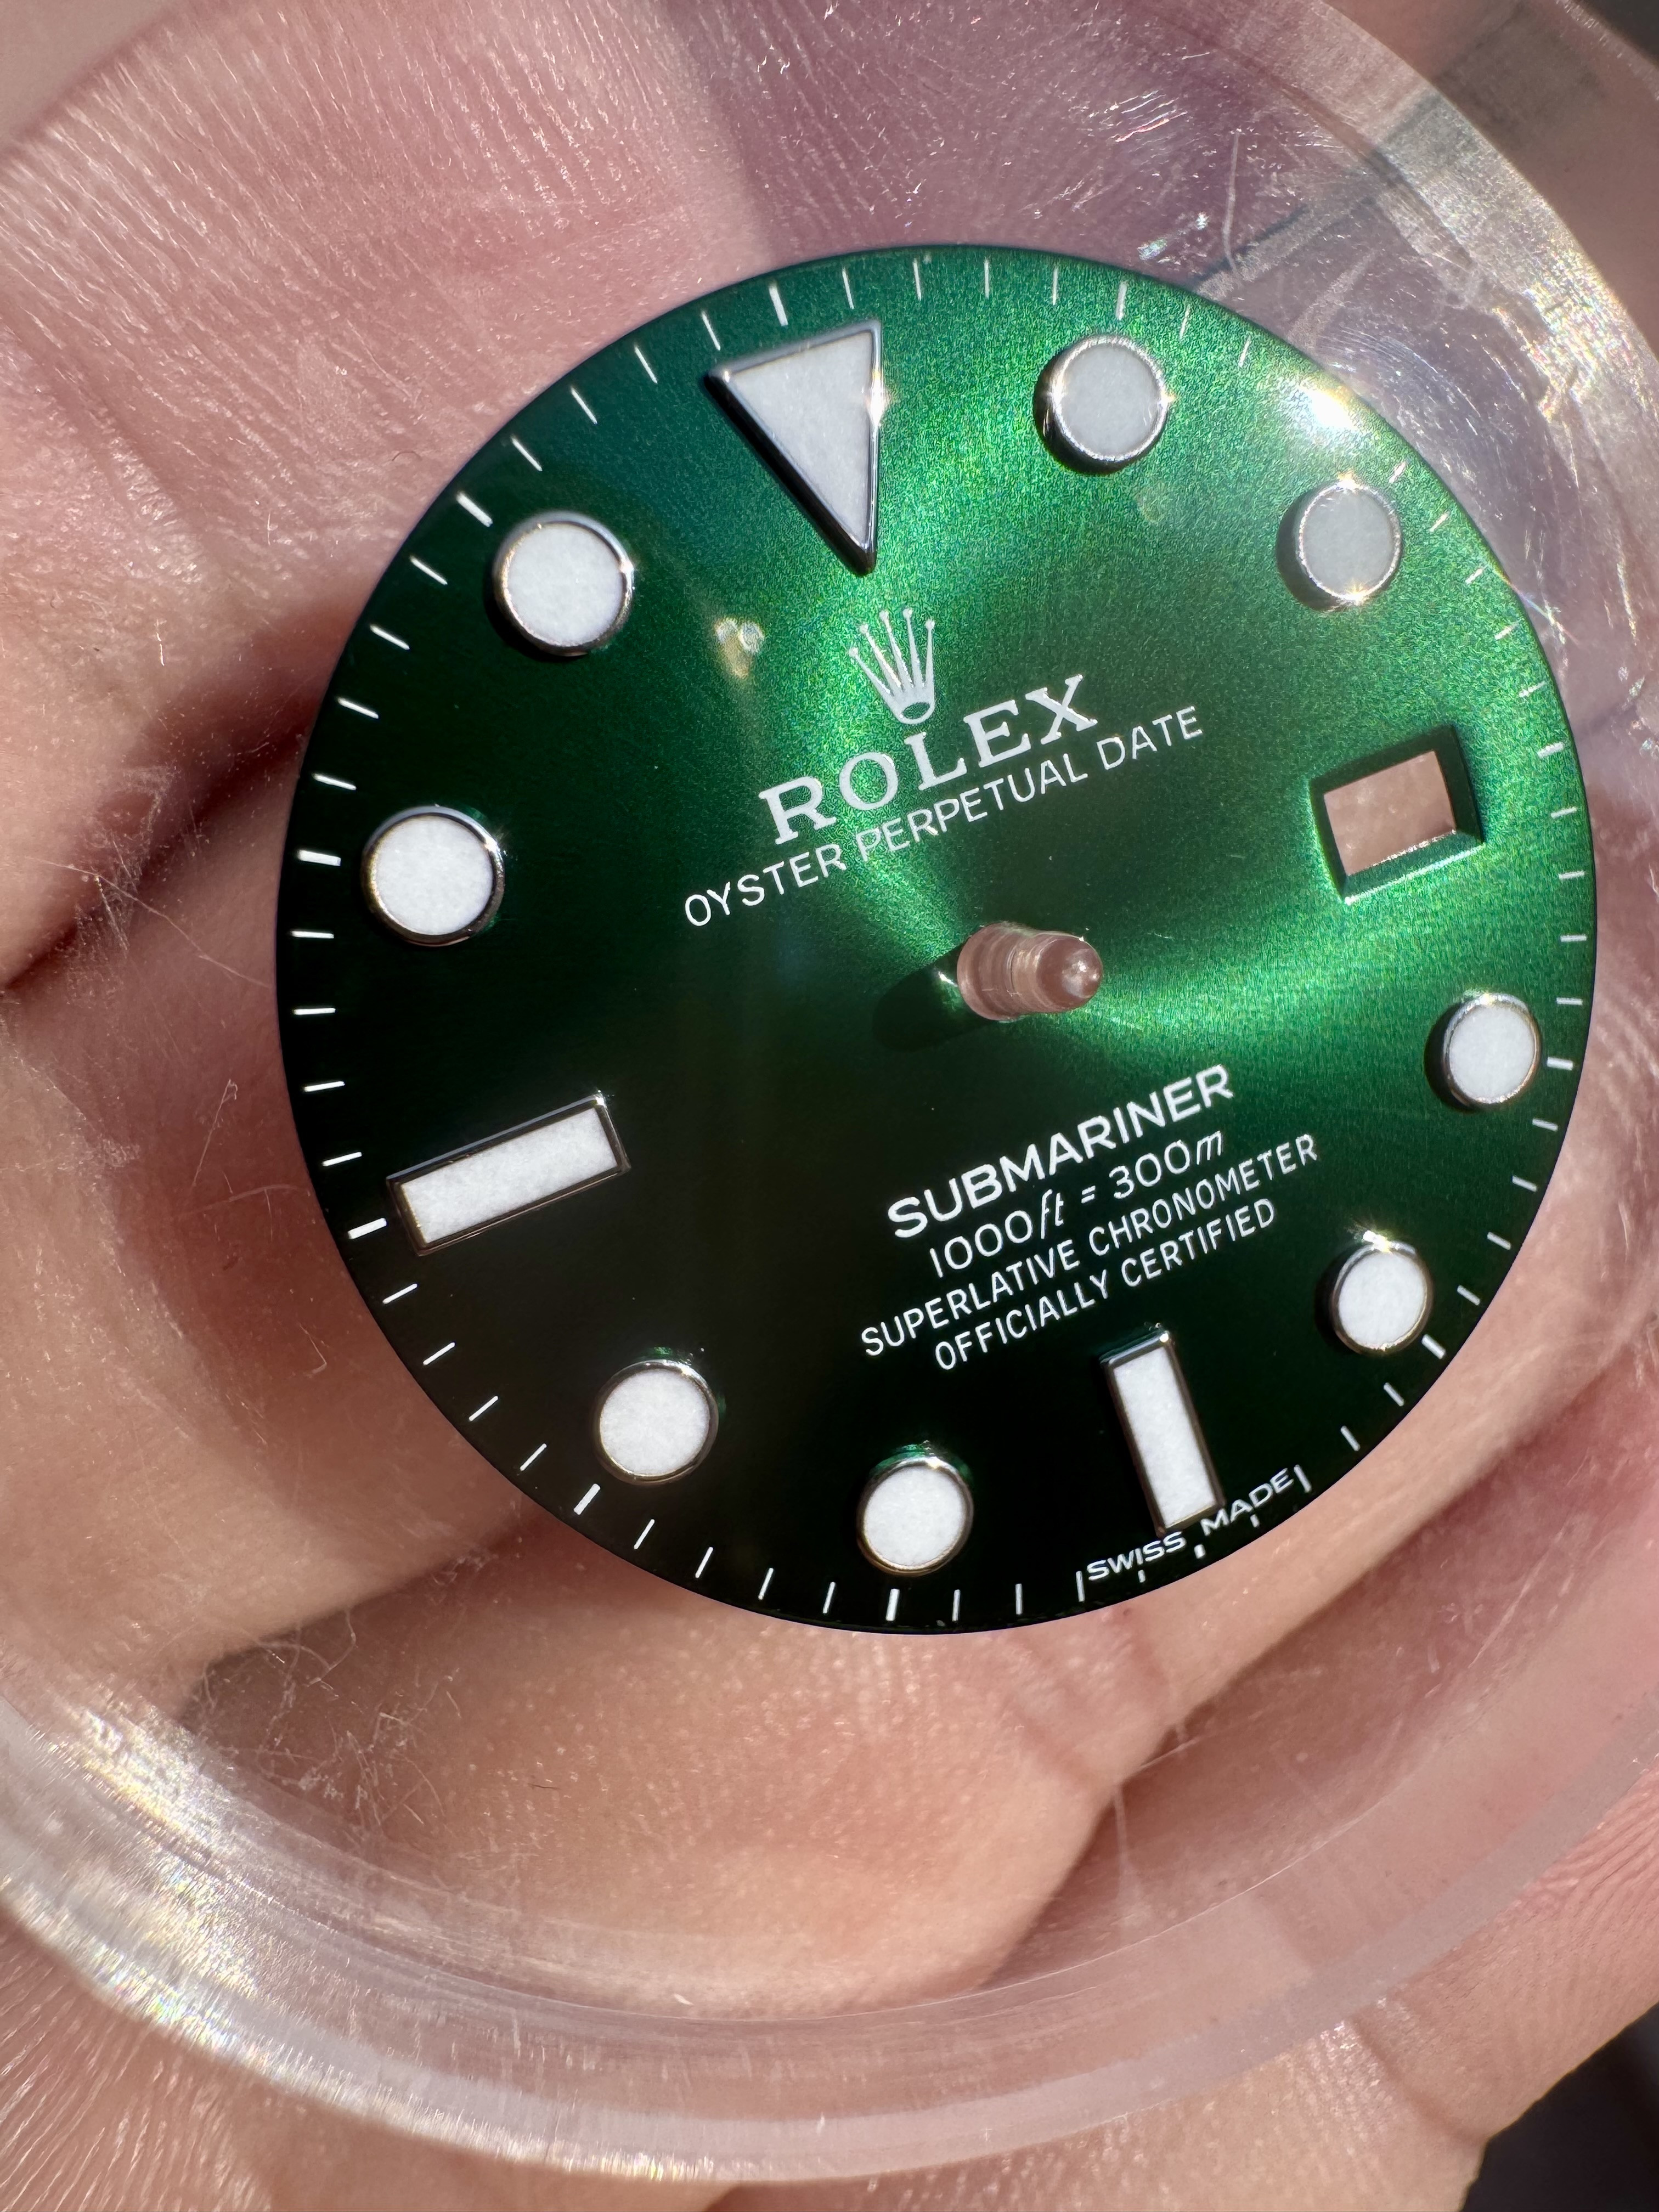 ROLEX
OYSTER PERPETUAL DATE
SUBMARINER
1000ft = 300m
SUPERLATIVE CHRONOMETER
OFFICIALLY CERTIFIED
SWISS MADE